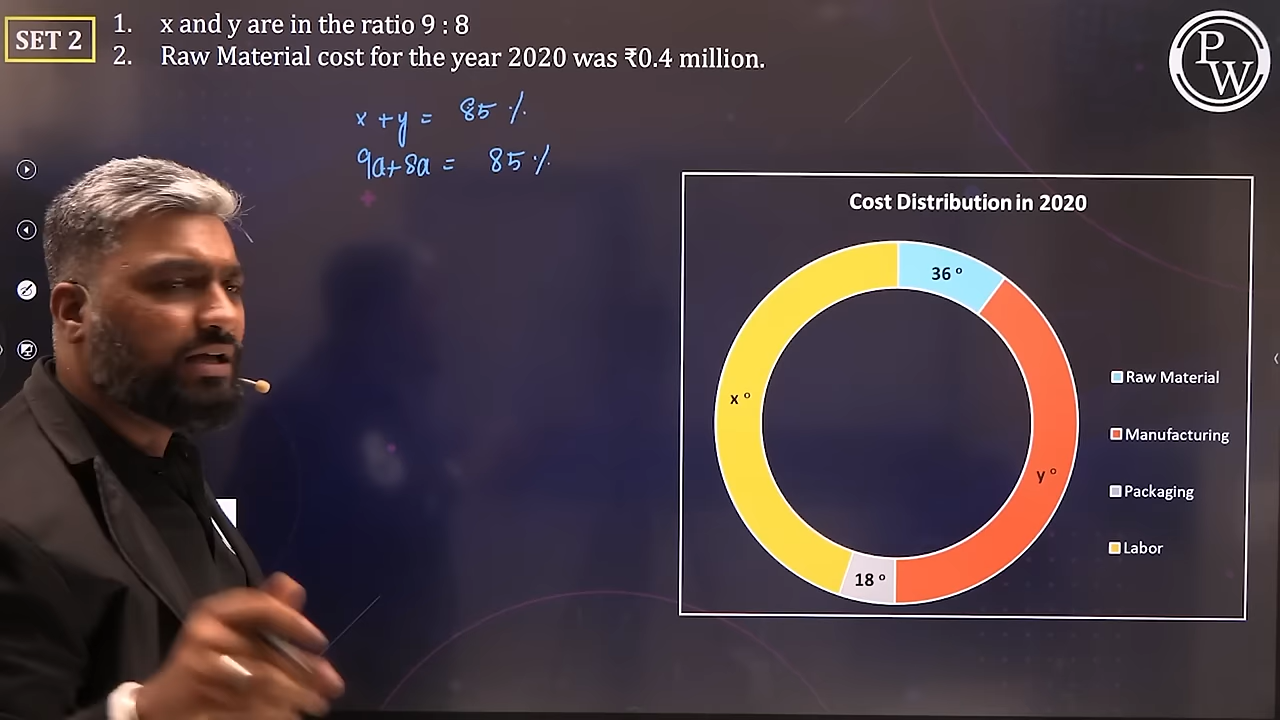 SET 2
1. x and y are in the ratio 9 : 8
2. Raw Material cost for the year 2020 was ₹0.4 million.
PW
x + y = 85 %
9a + 8a = 85 %
Cost Distribution in 2020
36 °
x °
y °
18 °
Raw Material
Manufacturing
Packaging
Labor